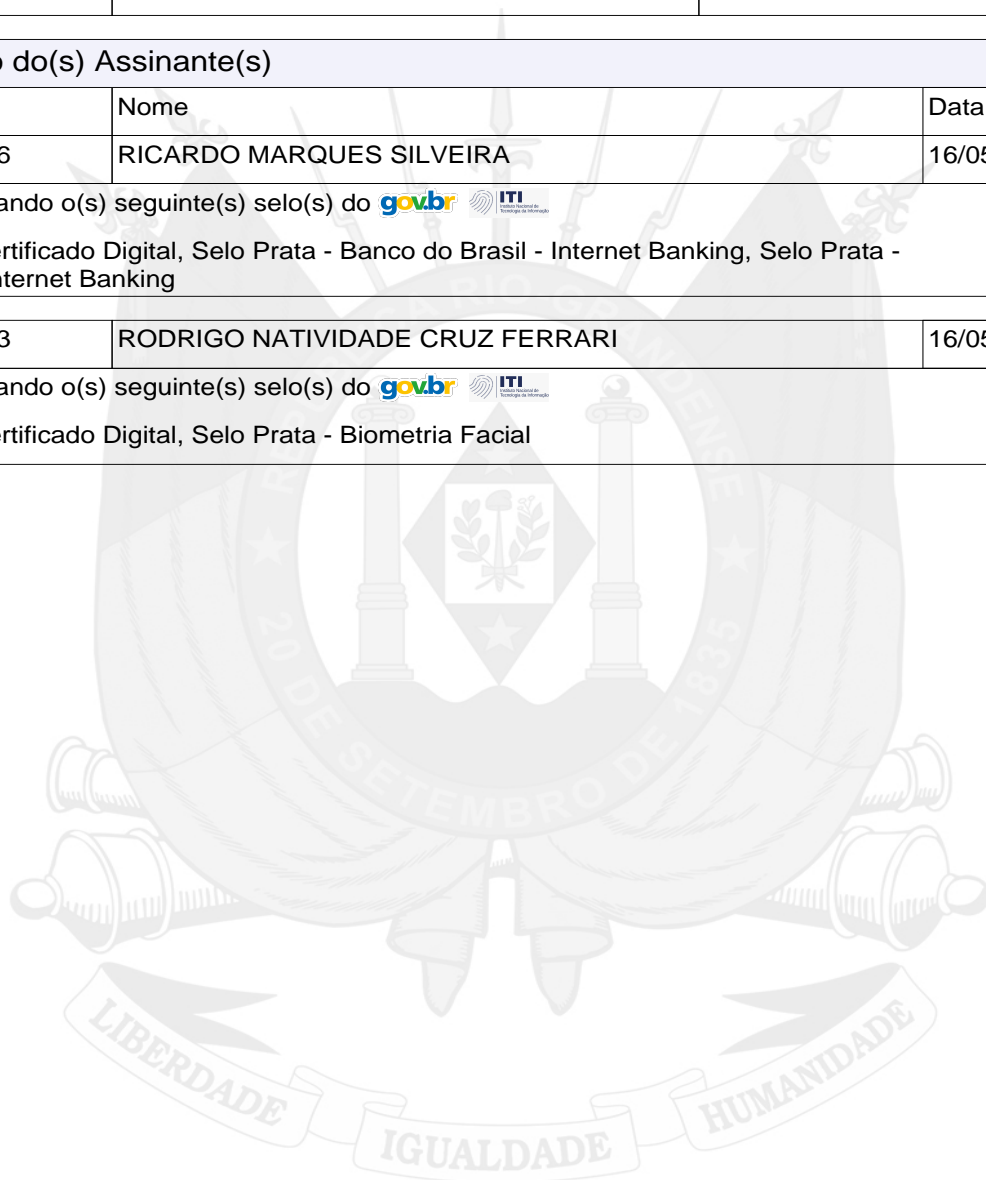 o do(s) Assinante(s)
Nome Data
6 RICARDO MARQUES SILVEIRA 16/05
ando o(s) seguinte(s) selo(s) do gov.br ITI
ertificado Digital, Selo Prata - Banco do Brasil - Internet Banking, Selo Prata -
nternet Banking
3 RODRIGO NATIVIDADE CRUZ FERRARI 16/05
ando o(s) seguinte(s) selo(s) do gov.br ITI
ertificado Digital, Selo Prata - Biometria Facial
REPÚBLICA RIO GRANDENSE
20 DE SETEMBRO DE 1835
LIBERDADE IGUALDADE HUMANIDADE